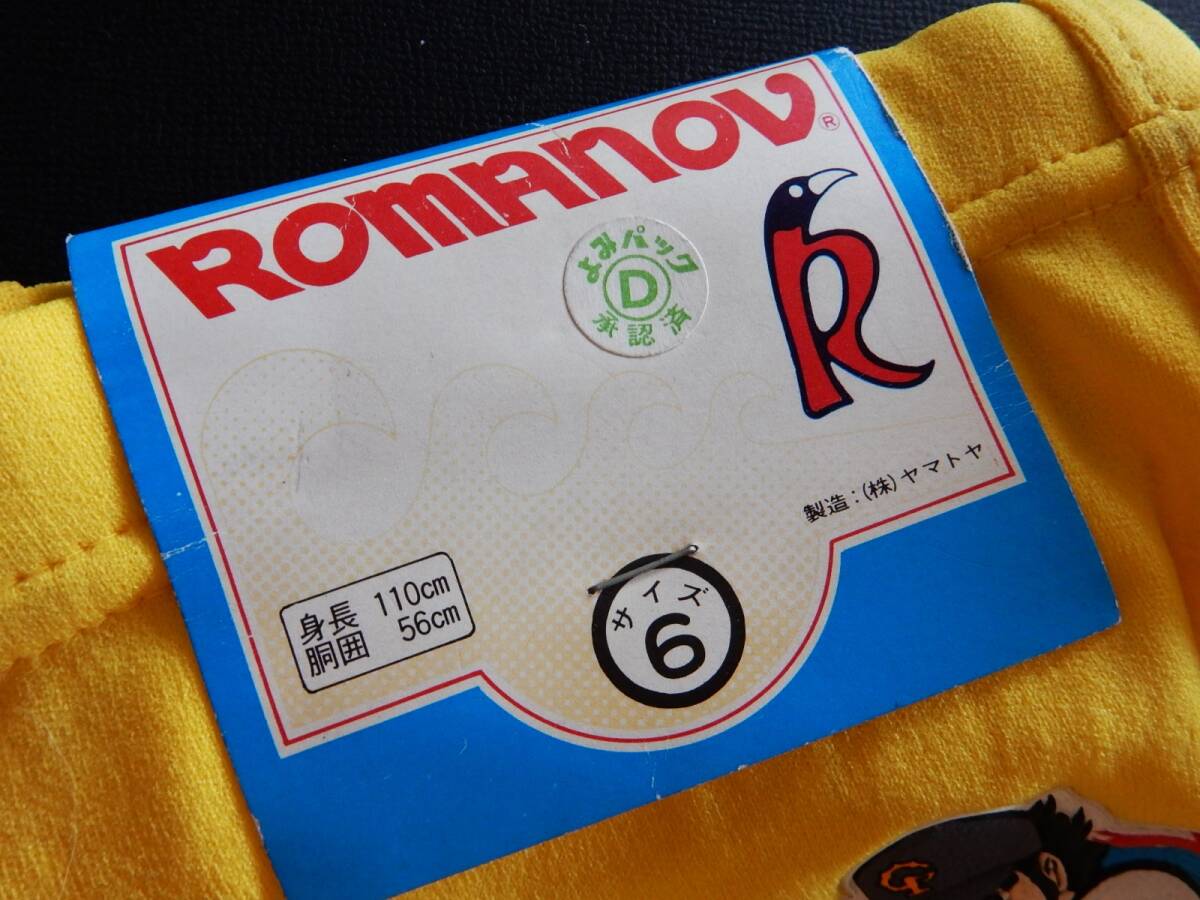 ROMANOV®
よみパック
D
承認済
R
製造:(株)ヤマトヤ
身長 110cm
胴囲 56cm
サイズ
6
G